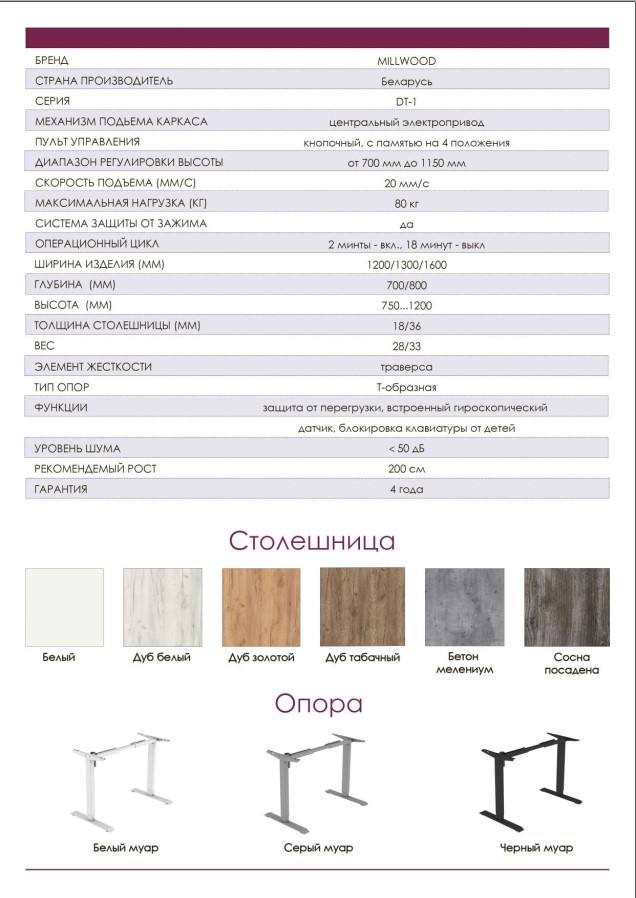 БРЕНД MILLWOOD
СТРАНА ПРОИЗВОДИТЕЛЬ Беларусь
СЕРИЯ DT-1
МЕХАНИЗМ ПОДЬЕМА КАРКАСА центральный электропривод
ПУЛЬТ УПРАВЛЕНИЯ кнопочный, с памятью на 4 положения
ДИАПАЗОН РЕГУЛИРОВКИ ВЫСОТЫ от 700 мм до 1150 мм
СКОРОСТЬ ПОДЪЕМА (ММ/С) 20 мм/с
МАКСИМАЛЬНАЯ НАГРУЗКА (КГ) 80 кг
СИСТЕМА ЗАЩИТЫ ОТ ЗАЖИМА да
ОПЕРАЦИОННЫЙ ЦИКЛ 2 минты - вкл., 18 минут - выкл
ШИРИНА ИЗДЕЛИЯ (ММ) 1200/1300/1600
ГЛУБИНА (ММ) 700/800
ВЫСОТА (ММ) 750...1200
ТОЛЩИНА СТОЛЕШНИЦЫ (ММ) 18/36
ВЕС 28/33
ЭЛЕМЕНТ ЖЕСТКОСТИ траверса
ТИП ОПОР Т-образная
ФУНКЦИИ защита от перегрузки, встроенный гироскопический
датчик, блокировка клавиатуры от детей
УРОВЕНЬ ШУМА < 50 дБ
РЕКОМЕНДЕМЫЙ РОСТ 200 см
ГАРАНТИЯ 4 года
Столешница
Белый Дуб белый Дуб золотой Дуб табачный Бетон Сосна
мелениум посадена
Опора
Белый муар Серый муар Черный муар